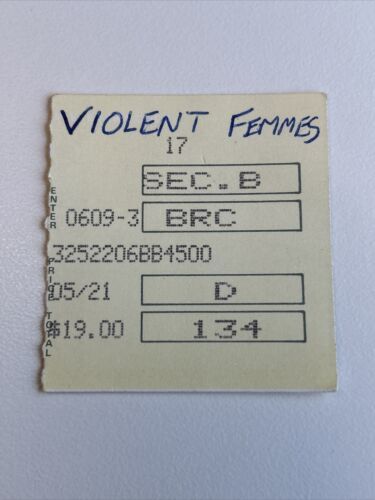 VIOLENT FEMMES
17
SEC.B
0609-3 BRC
3252206BB4500
05/21 D
$19.00 134
ENTER
PRICE TOTAL